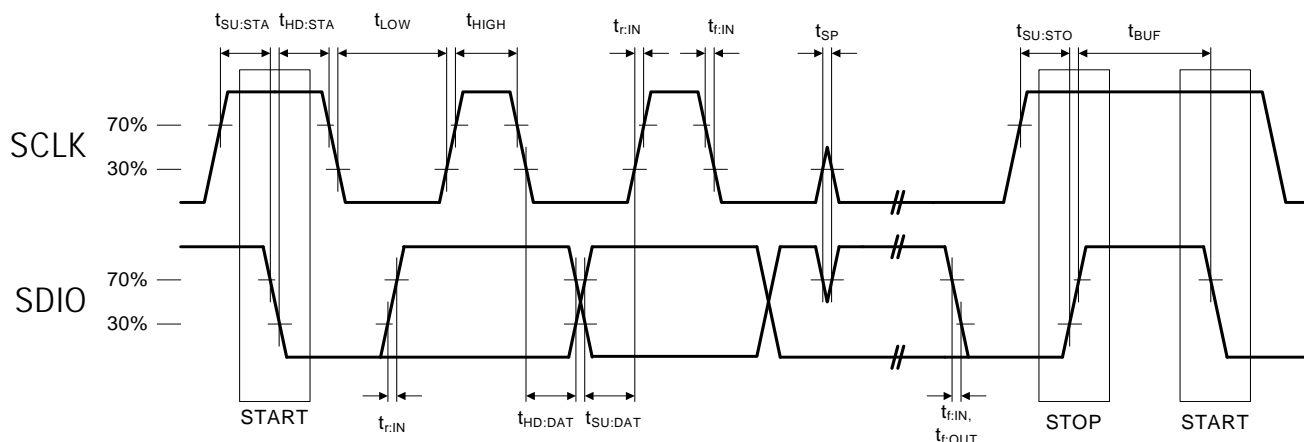 tSU:STA tHD:STA tLOW tHIGH tr:IN tf:IN tSP tSU:STO tBUF
SCLK
70%
30%
SDIO
70%
30%
START
tr:IN
tHD:DAT tSU:DAT
tf:IN,
tf:OUT
STOP
START